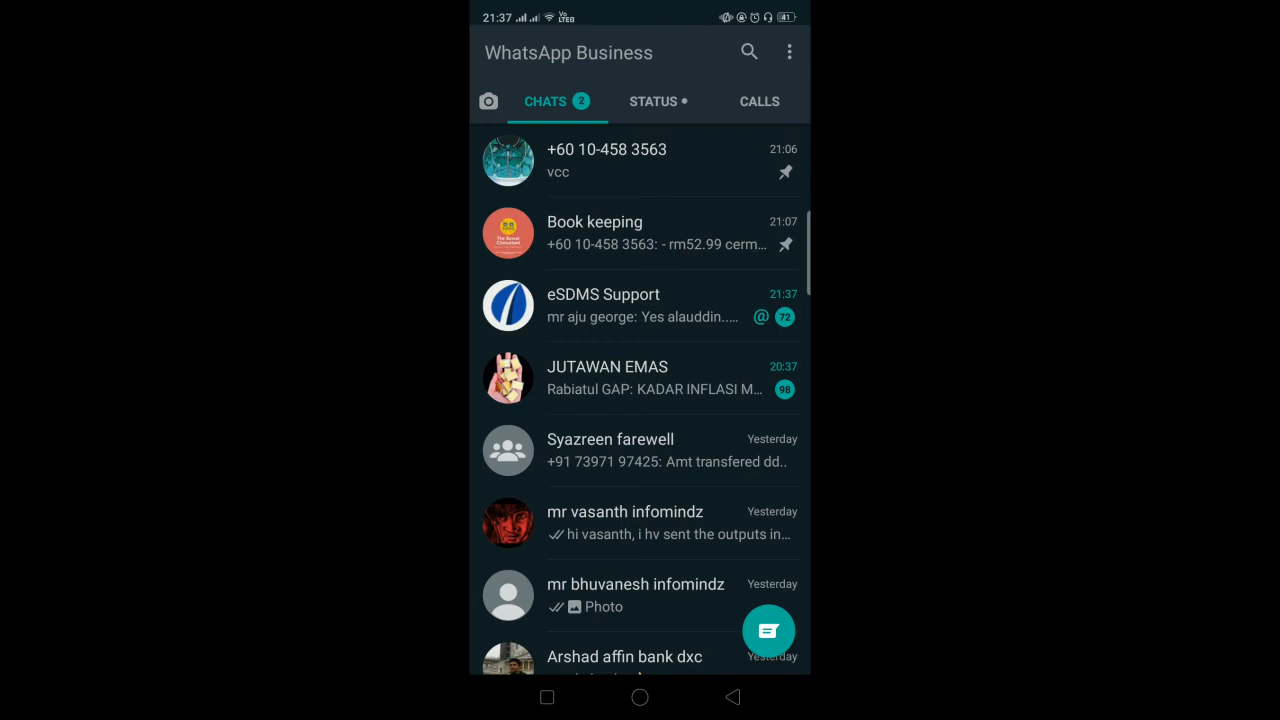 21:37 Vo LTEB 41
WhatsApp Business
CHATS 2 STATUS • CALLS
+60 10-458 3563 21:06
vcc
Book keeping 21:07
+60 10-458 3563: - rm52.99 cerm…
eSDMS Support 21:37
mr aju george: Yes alauddin..… @ 72
JUTAWAN EMAS 20:37
Rabiatul GAP: KADAR INFLASI M… 98
Syazreen farewell Yesterday
+91 73971 97425: Amt transfered dd..
mr vasanth infomindz Yesterday
hi vasanth, i hv sent the outputs in…
mr bhuvanesh infomindz Yesterday
Photo
Arshad affin bank dxc Yesterday